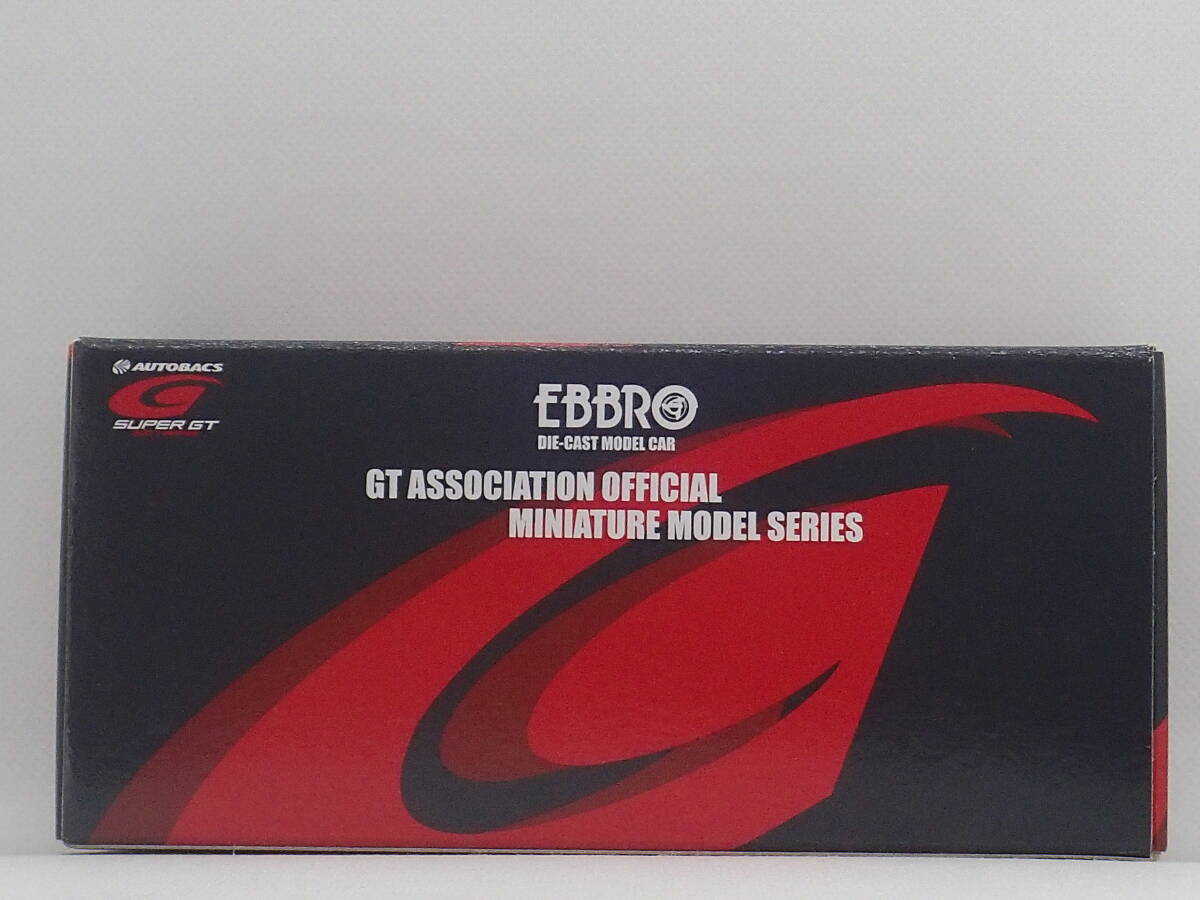 AUTOBACS
SUPER GT
EBBRO
DIE-CAST MODEL CAR
GT ASSOCIATION OFFICIAL
MINIATURE MODEL SERIES